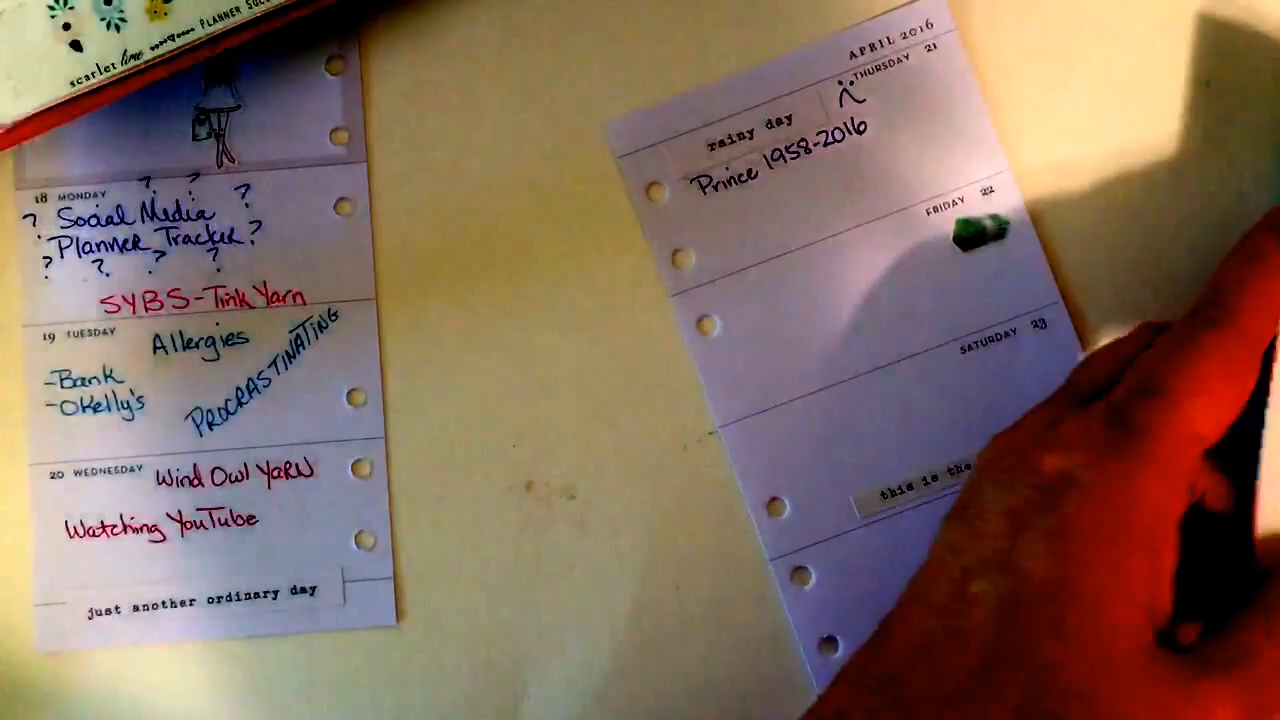 scarlet lime
PLANNER
18 MONDAY
? ? ?
? Social Media
Planner Tracker?
? ? ? ?
SYBS-Tink Yarn
19 TUESDAY
Allergies
-Bank
-OKelly's
PROCRASTINATING
20 WEDNESDAY
Wind Owl YARN
Watching YouTube
just another ordinary day
APRIL 2016
THURSDAY 21
rainy day
Prince 1958-2016
FRIDAY 22
SATURDAY 23
this is the